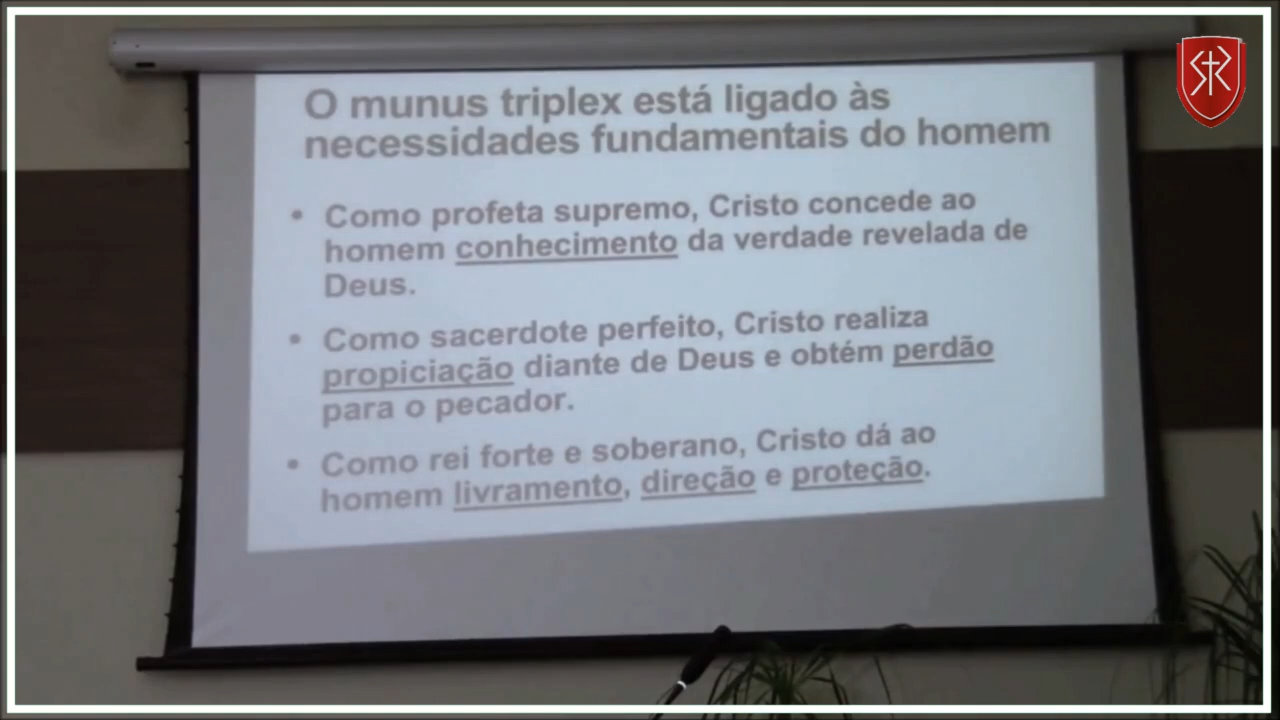 O munus triplex está ligado às
necessidades fundamentais do homem
• Como profeta supremo, Cristo concede ao
homem conhecimento da verdade revelada de
Deus.
• Como sacerdote perfeito, Cristo realiza
propiciação diante de Deus e obtém perdão
para o pecador.
• Como rei forte e soberano, Cristo dá ao
homem livramento, direção e proteção.